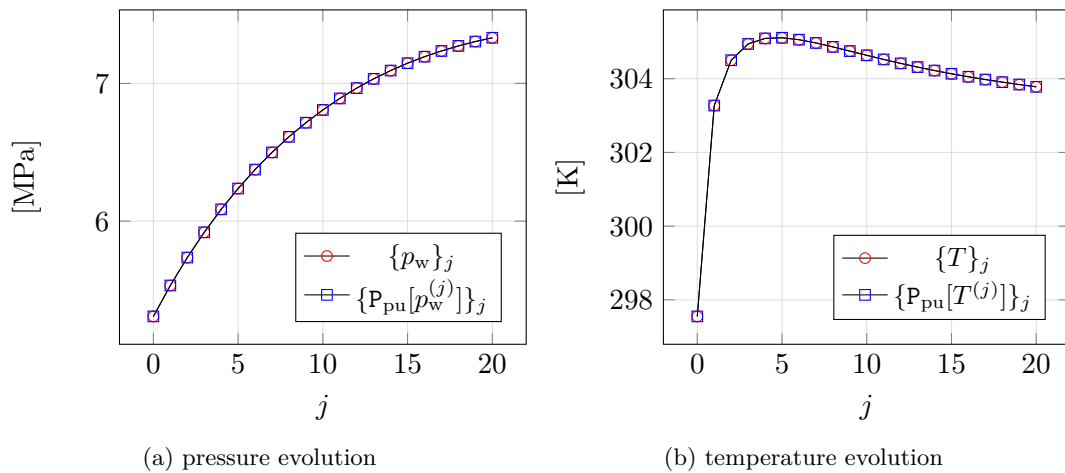 7
6
[MPa]
0 5 10 15 20
j
{p_w}_j
{P_pu[p_w^(j)]}_j
(a) pressure evolution
304
302
300
298
[K]
0 5 10 15 20
j
{T}_j
{P_pu[T^(j)]}_j
(b) temperature evolution